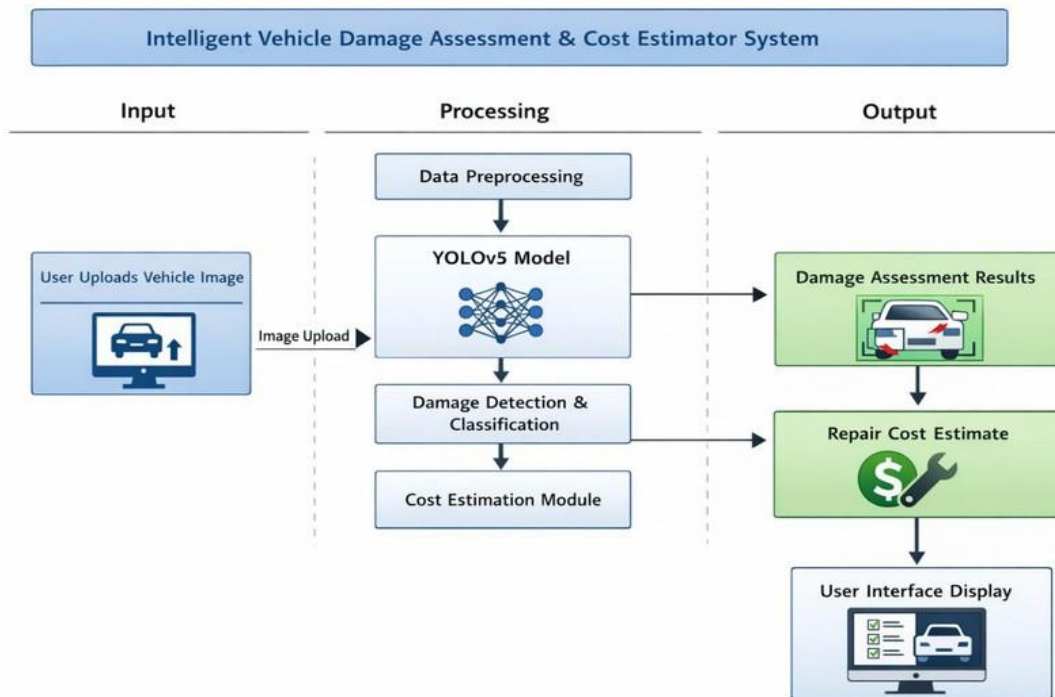 Intelligent Vehicle Damage Assessment & Cost Estimator System
Input
Processing
Output
Data Preprocessing
User Uploads Vehicle Image
Image Upload
YOLOv5 Model
Damage Detection &
Classification
Cost Estimation Module
Damage Assessment Results
Repair Cost Estimate
$
User Interface Display